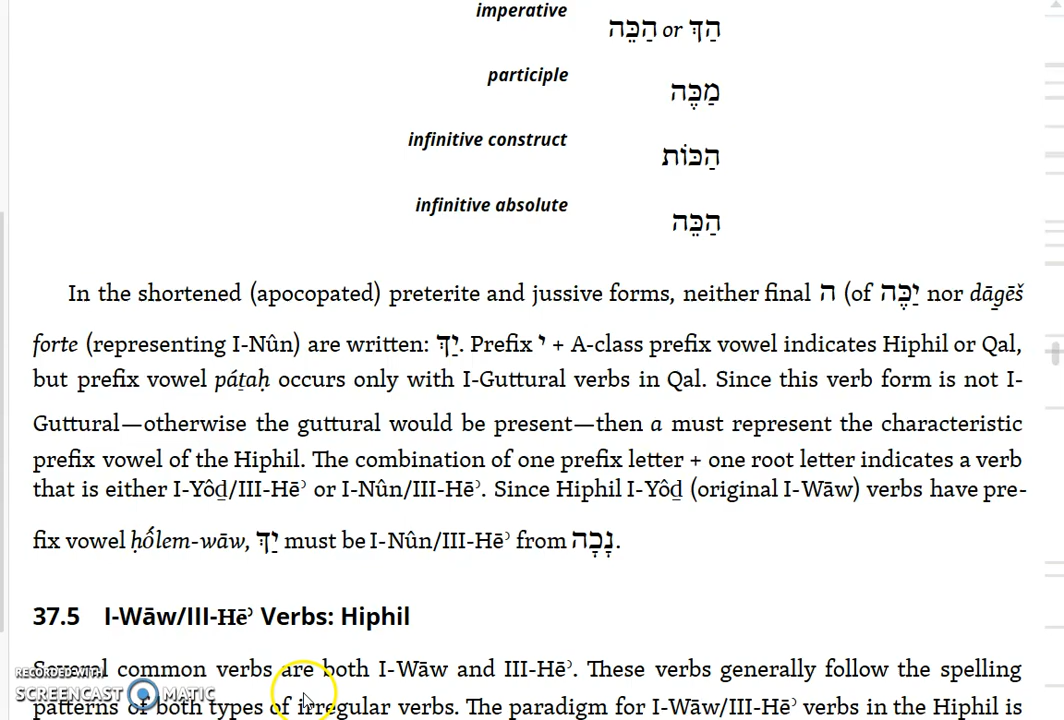 imperative
הַךְ or הַכֵּה
participle
מַכֶּה
infinitive construct
הַכּוֹת
infinitive absolute
הַכֵּה
In the shortened (apocopated) preterite and jussive forms, neither final ה (of יַכֶּה nor dāḡēš
forte (representing I-Nûn) are written: יַךְ. Prefix י + A-class prefix vowel indicates Hiphil or Qal,
but prefix vowel páṯaḥ occurs only with I-Guttural verbs in Qal. Since this verb form is not I-
Guttural—otherwise the guttural would be present—then a must represent the characteristic
prefix vowel of the Hiphil. The combination of one prefix letter + one root letter indicates a verb
that is either I-Yôḏ/III-Hēʾ or I-Nûn/III-Hēʾ. Since Hiphil I-Yôḏ (original I-Wāw) verbs have pre-
fix vowel ḥṓlem-wāw, יַךְ must be I-Nûn/III-Hēʾ from נָכָה.
37.5 I-Wāw/III-Hēʾ Verbs: Hiphil
Several common verbs are both I-Wāw and III-Hēʾ. These verbs generally follow the spelling
patterns of both types of irregular verbs. The paradigm for I-Wāw/III-Hēʾ verbs in the Hiphil is
RECORDED WITH
SCREENCAST MATIC